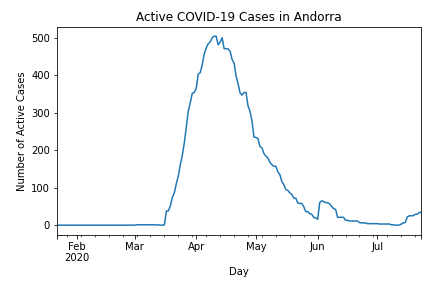 Active COVID-19 Cases in Andorra
Number of Active Cases
500
400
300
200
100
0
Feb
2020
Mar
Apr
May
Jun
Jul
Day